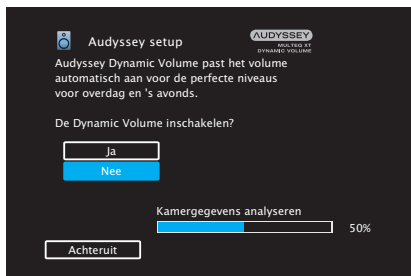 Audyssey setup
AUDYSSEY
MULTEQ XT
DYNAMIC VOLUME
Audyssey Dynamic Volume past het volume
automatisch aan voor de perfecte niveaus
voor overdag en 's avonds.
De Dynamic Volume inschakelen?
Ja
Nee
Kamergegevens analyseren
50%
Achteruit